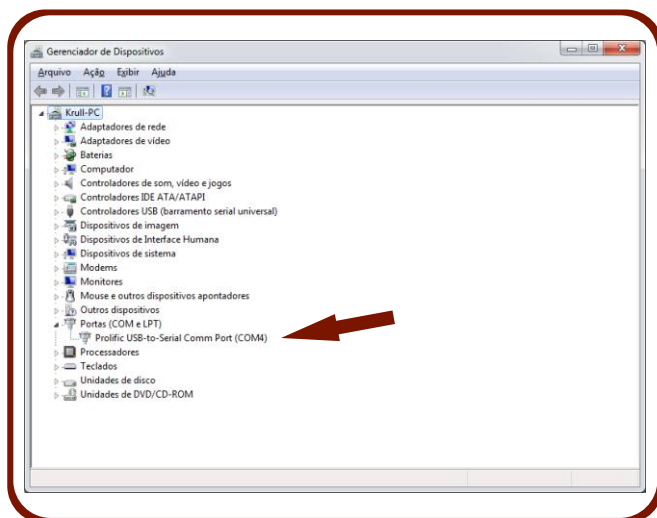 Gerenciador de Dispositivos
Arquivo Ação Exibir Ajuda
Krull-PC
Adaptadores de rede
Adaptadores de vídeo
Baterias
Computador
Controladores de som, vídeo e jogos
Controladores IDE ATA/ATAPI
Controladores USB (barramento serial universal)
Dispositivos de imagem
Dispositivos de Interface Humana
Dispositivos de sistema
Modems
Monitores
Mouse e outros dispositivos apontadores
Outros dispositivos
Portas (COM e LPT)
Prolific USB-to-Serial Comm Port (COM4)
Processadores
Teclados
Unidades de disco
Unidades de DVD/CD-ROM